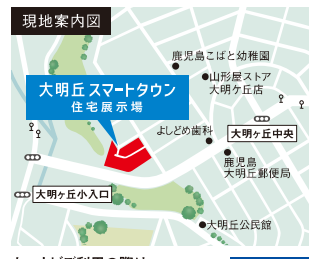 現地案内図
鹿児島こばと幼稚園
山形屋ストア
大明ケ丘店
大明丘スマートタウン
住宅展示場
よしどめ歯科
大明ヶ丘中央
鹿児島
大明丘郵便局
大明ヶ丘小入口
大明丘公民館